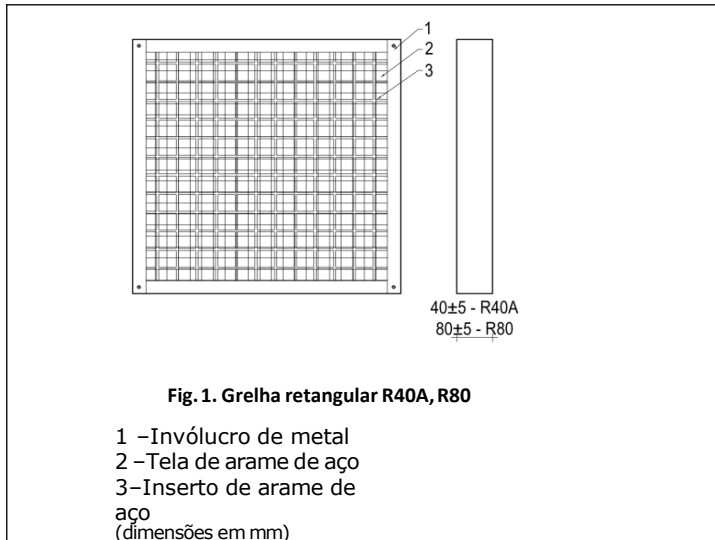 1
2
3
40±5 - R40A
80±5 - R80
Fig. 1. Grelha retangular R40A, R80
1 –Invólucro de metal
2 –Tela de arame de aço
3–Inserto de arame de
aço
(dimensões em mm)